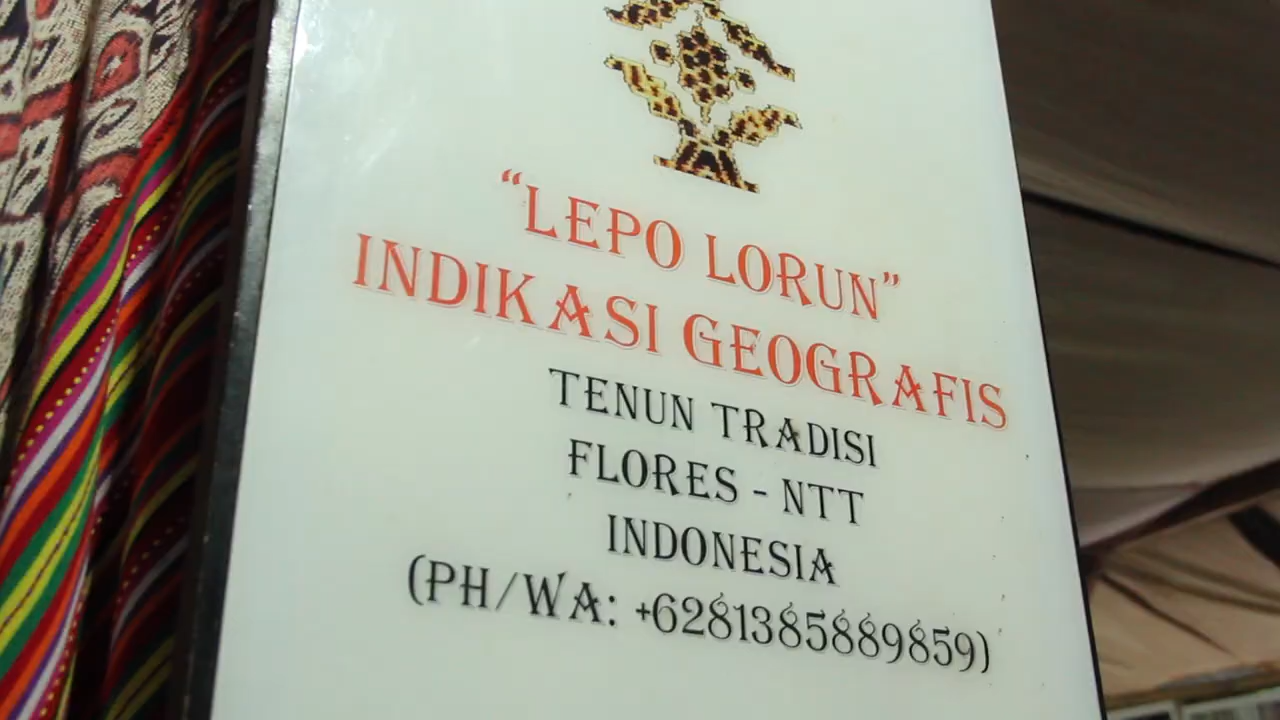 “LEPO LORUN”
INDIKASI GEOGRAFIS
TENUN TRADISI
FLORES - NTT
INDONESIA
(PH/WA: +6281385889859)